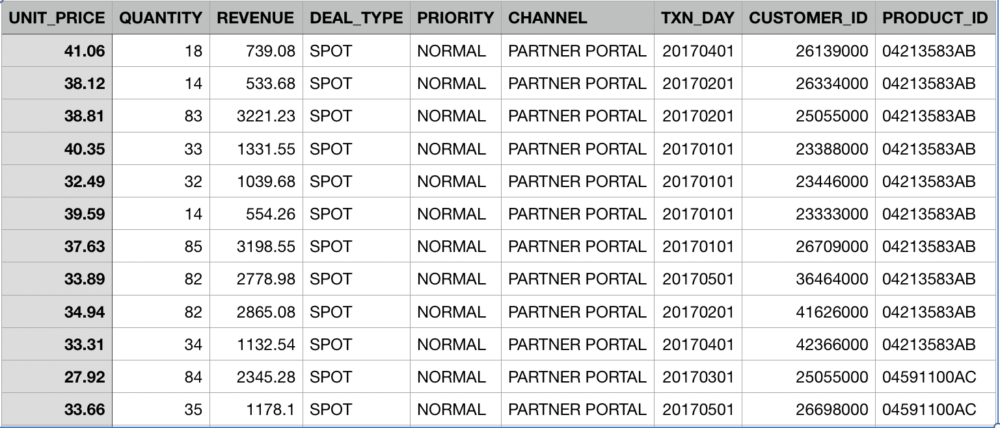 UNIT_PRICE QUANTITY REVENUE DEAL_TYPE PRIORITY CHANNEL TXN_DAY CUSTOMER_ID PRODUCT_ID
41.06 18 739.08 SPOT NORMAL PARTNER PORTAL 20170401 26139000 04213583AB
38.12 14 533.68 SPOT NORMAL PARTNER PORTAL 20170201 26334000 04213583AB
38.81 83 3221.23 SPOT NORMAL PARTNER PORTAL 20170201 25055000 04213583AB
40.35 33 1331.55 SPOT NORMAL PARTNER PORTAL 20170101 23388000 04213583AB
32.49 32 1039.68 SPOT NORMAL PARTNER PORTAL 20170101 23446000 04213583AB
39.59 14 554.26 SPOT NORMAL PARTNER PORTAL 20170101 23333000 04213583AB
37.63 85 3198.55 SPOT NORMAL PARTNER PORTAL 20170101 26709000 04213583AB
33.89 82 2778.98 SPOT NORMAL PARTNER PORTAL 20170501 36464000 04213583AB
34.94 82 2865.08 SPOT NORMAL PARTNER PORTAL 20170201 41626000 04213583AB
33.31 34 1132.54 SPOT NORMAL PARTNER PORTAL 20170401 42366000 04213583AB
27.92 84 2345.28 SPOT NORMAL PARTNER PORTAL 20170301 25055000 04591100AC
33.66 35 1178.1 SPOT NORMAL PARTNER PORTAL 20170501 26698000 04591100AC